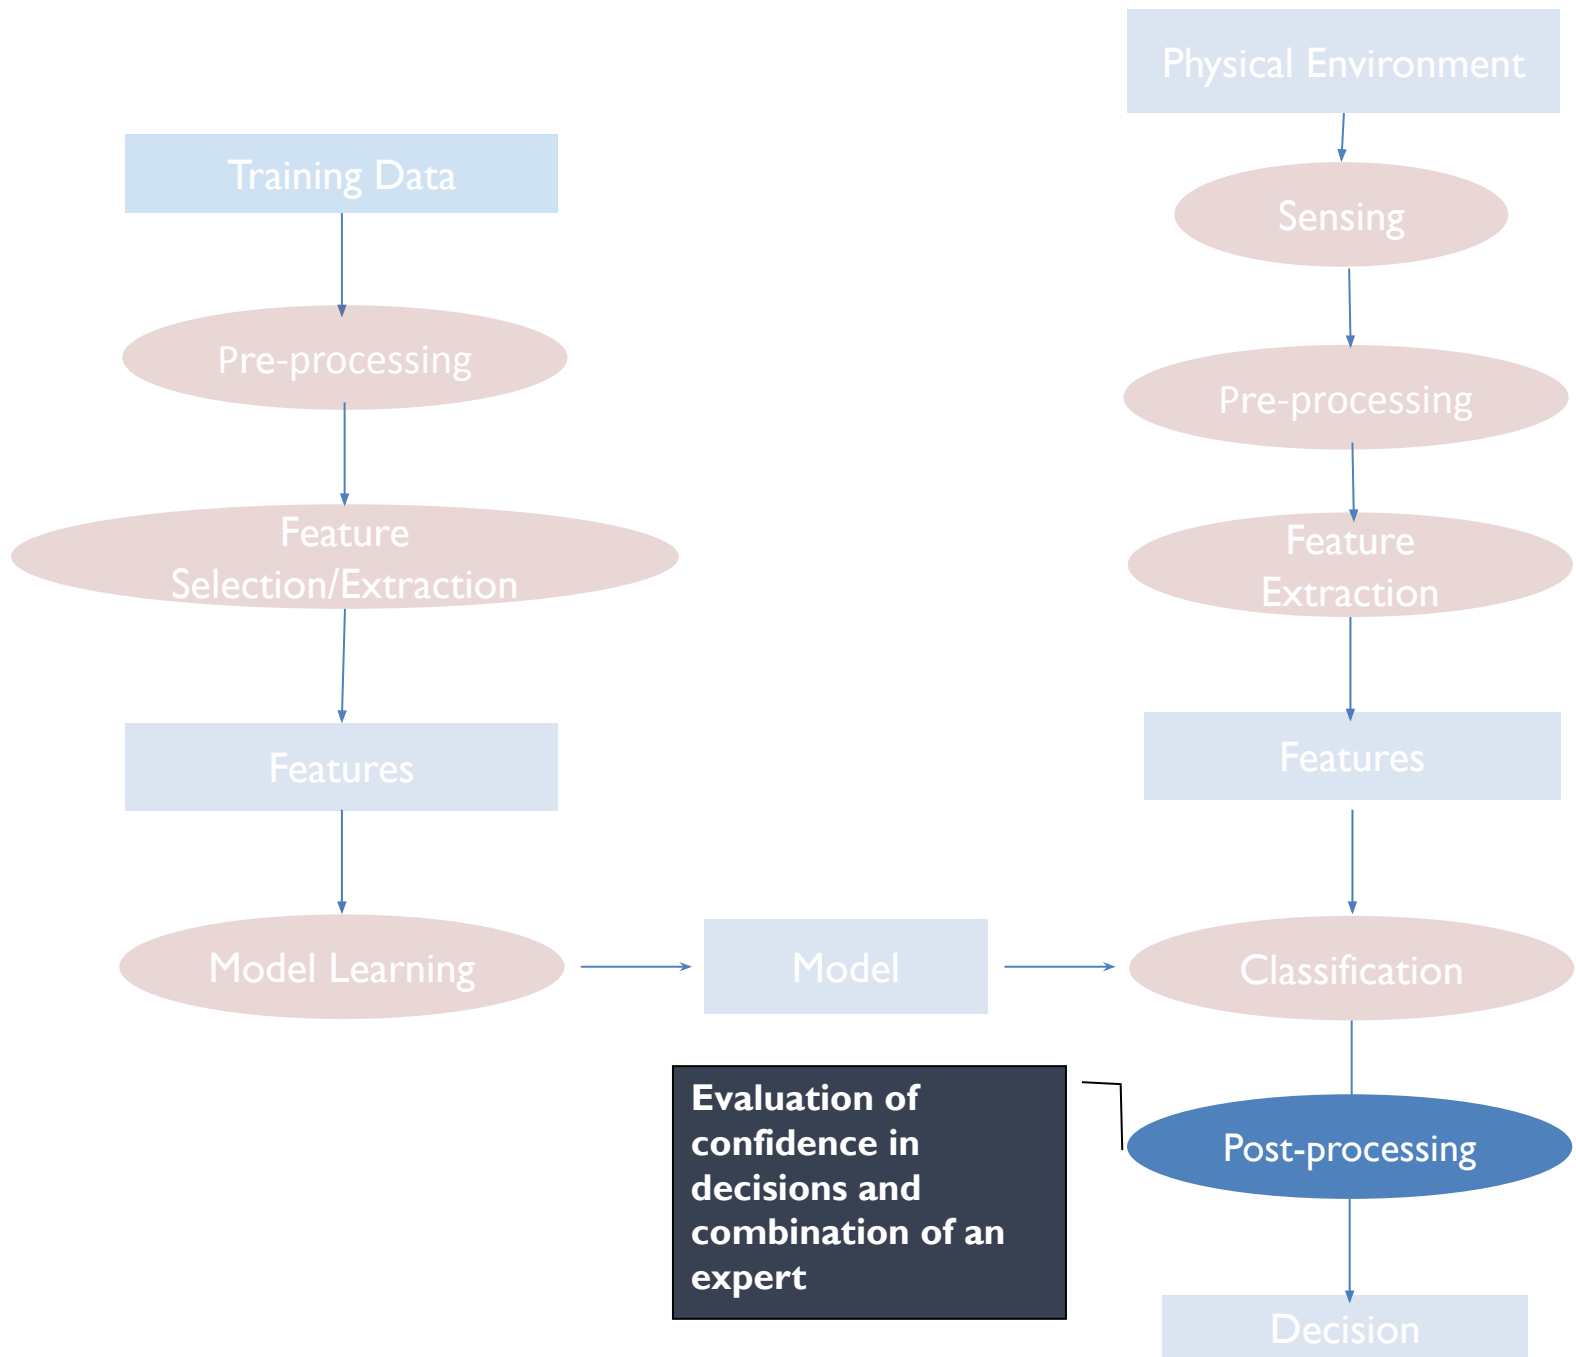 Physical Environment
Training Data
Sensing
Pre-processing
Pre-processing
Feature
Selection/Extraction
Feature
Extraction
Features
Features
Model Learning
Model
Classification
Evaluation of
confidence in
decisions and
combination of an
expert
Post-processing
Decision